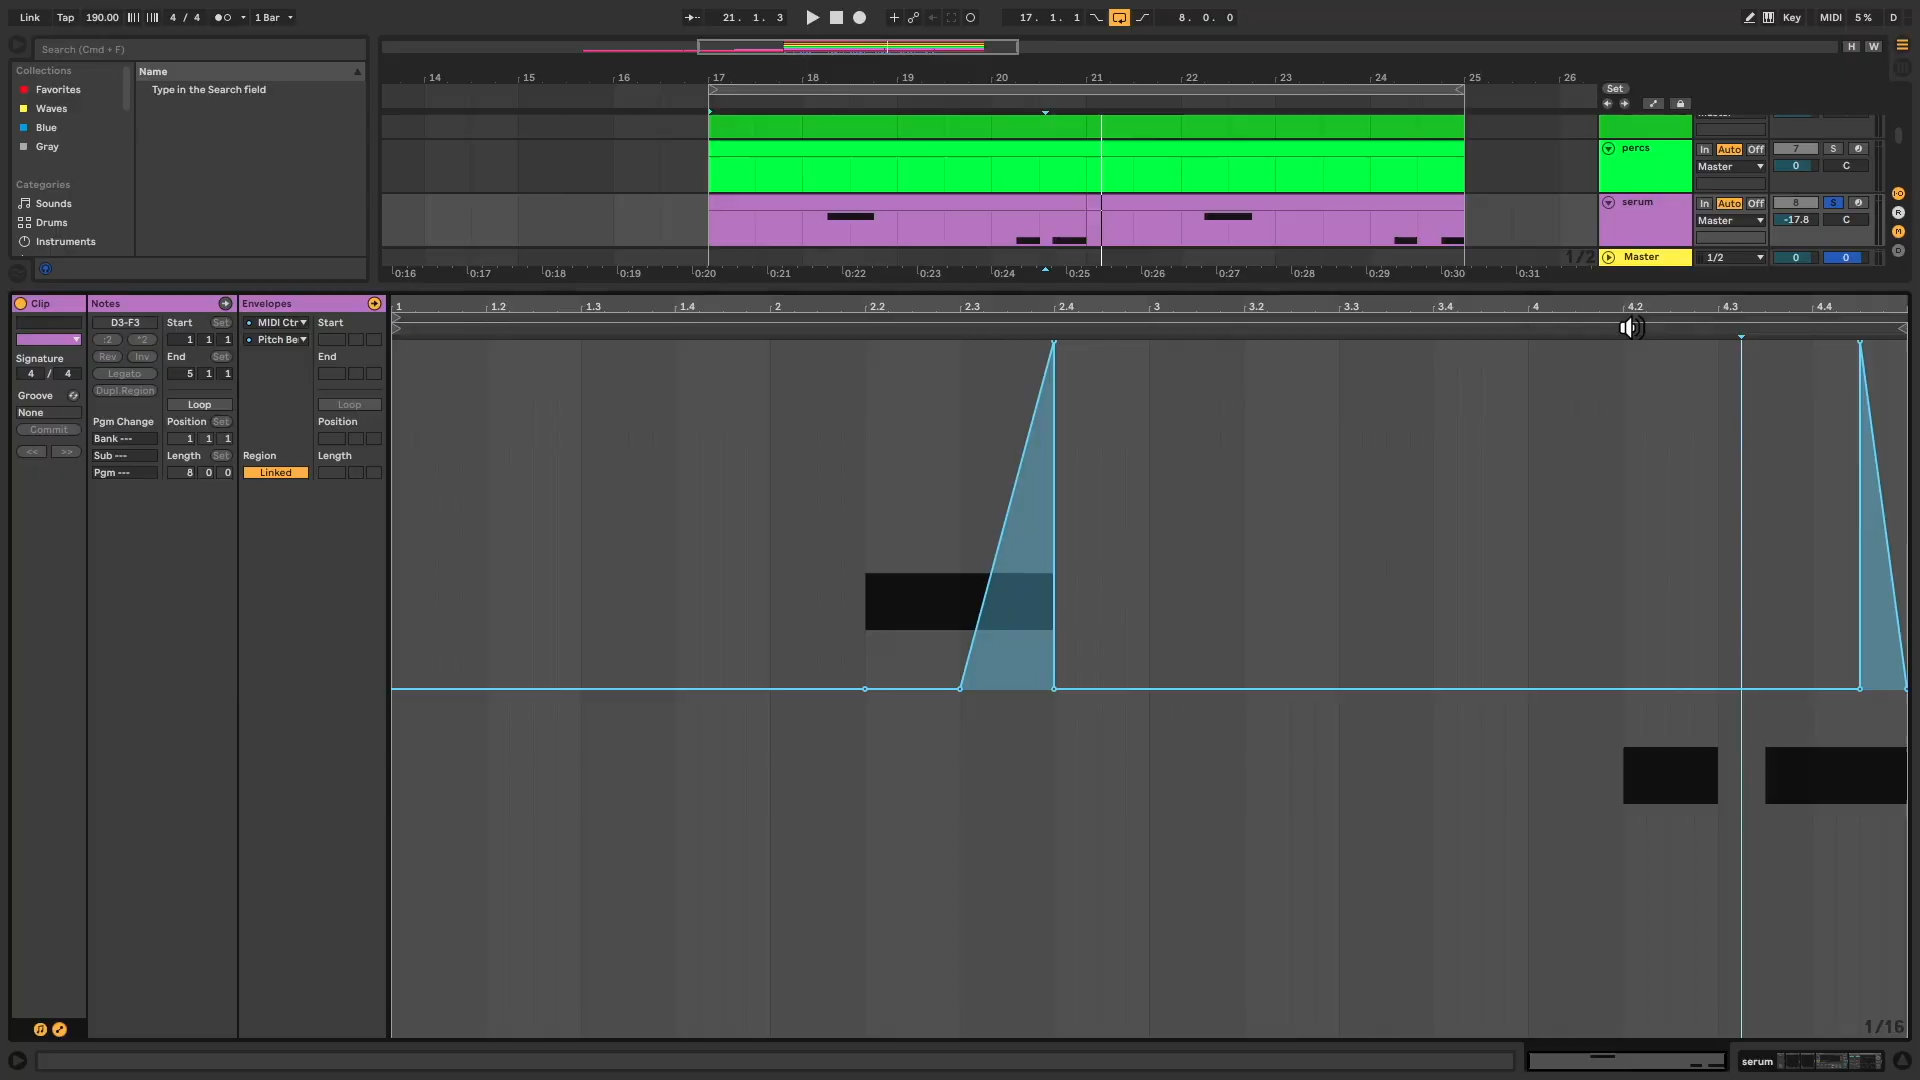 Link Tap 190.00 4 / 4 1 Bar 21. 1. 3 17. 1. 1 8. 0. 0 Key MIDI 5 % D
Search (Cmd + F)
H W
Collections
Name
Favorites
Type in the Search field
Waves
Blue
Gray
Categories
Sounds
Drums
Instruments
14 15 16 17 18 19 20 21 22 23 24 25 26
Set
Master
percs In Auto Off 7 S
Master 0 C
serum In Auto Off 8 S
Master -17.8 C
1/2 Master 1/2 0 0
0:16 0:17 0:18 0:19 0:20 0:21 0:22 0:23 0:24 0:25 0:26 0:27 0:28 0:29 0:30 0:31
R
M
D
Clip Notes Envelopes
1 1.2 1.3 1.4 2 2.2 2.3 2.4 3 3.2 3.3 3.4 4 4.2 4.3 4.4
D3-F3 Start Set MIDI Ctr Start
:2 *2 1 1 1 Pitch Be
Signature Rev Inv End Set End
4 / 4 Legato 5 1 1
Groove Dupl.Region
None Loop Loop
Commit Pgm Change Position Set Position
<< >> Bank --- 1 1 1
Sub --- Length Set Region Length
Pgm --- 8 0 0 Linked
1/16
serum